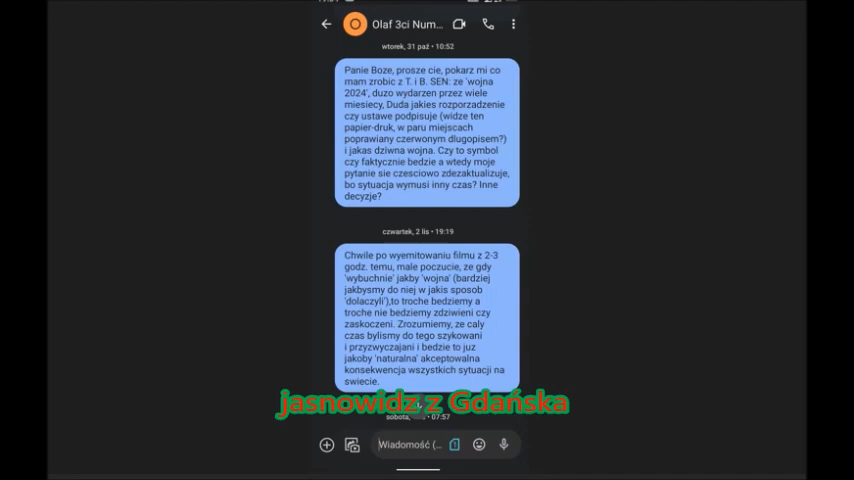 Olaf 3ci Num...
wtorek, 31 paź • 10:52
Panie Boze, prosze cie, pokarz mi co
mam zrobic z T. i B. SEN: ze 'wojna
2024', duzo wydarzen przez wiele
miesiecy, Duda jakies rozporzadzenie
czy ustawe podpisuje (widze ten
papier-druk, w paru miejscach
poprawiany czerwonym dlugopisem?)
i jakas dziwna wojna. Czy to symbol
czy faktycznie bedzie a wtedy moje
pytanie sie czesciowo zdezaktualizuje,
bo sytuacja wymusi inny czas? Inne
decyzje?
czwartek, 2 lis • 19:19
Chwile po wyemitowaniu filmu z 2-3
godz. temu, male poczucie, ze gdy
'wybuchnie' jakby 'wojna' (bardziej
jakbysmy do niej w jakis sposob
'dolaczyli'),to troche bedziemy a
troche nie bedziemy zdziwieni czy
zaskoczeni. Zrozumiemy, ze caly
czas bylismy do tego szykowani
i przyzwyczajani i bedzie to juz
jakoby 'naturalna' akceptowalna
konsekwencja wszystkich sytuacji na
swiecie.
jasnowidz z Gdańska
sobota, 07:57
Wiadomość (...